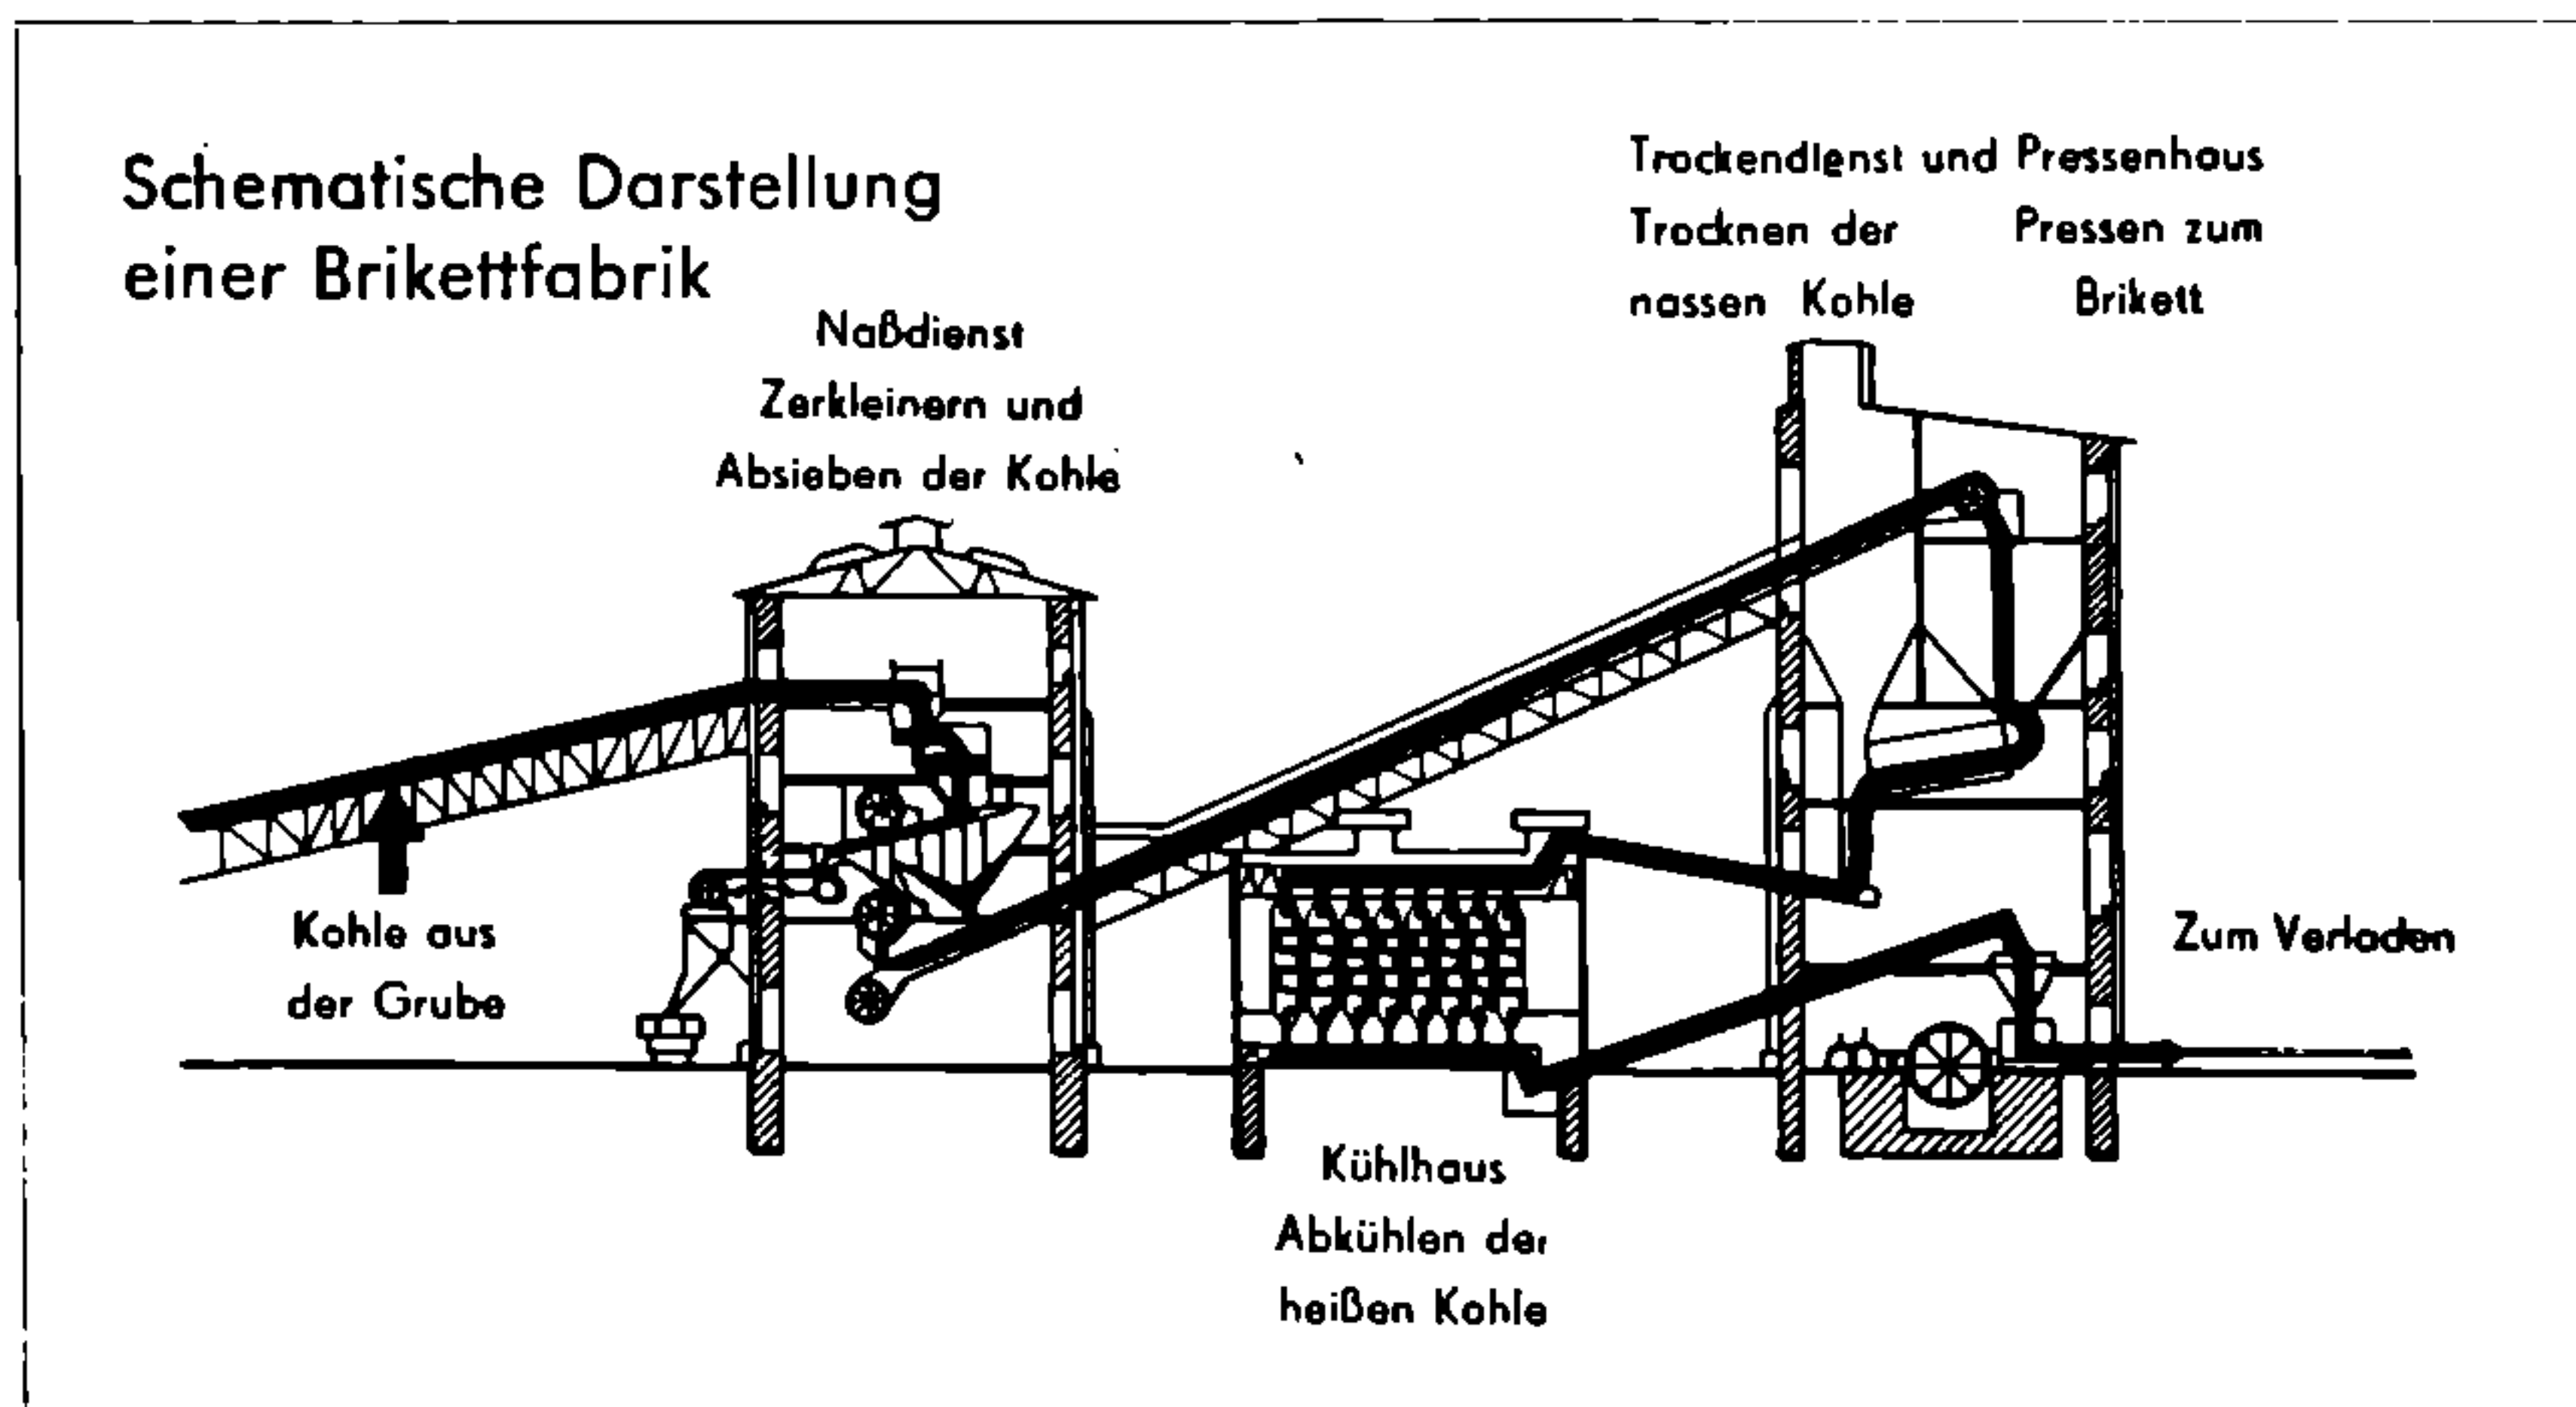 Schematische Darstellung
einer Brikettfabrik
Naßdienst
Zerkleinern und
Absieben der Kohle
Trockendienst und Pressenhaus
Trocknen der Pressen zum
nassen Kohle Brikett
Kohle aus
der Grube
Zum Verladen
Kühlhaus
Abkühlen der
heißen Kohle